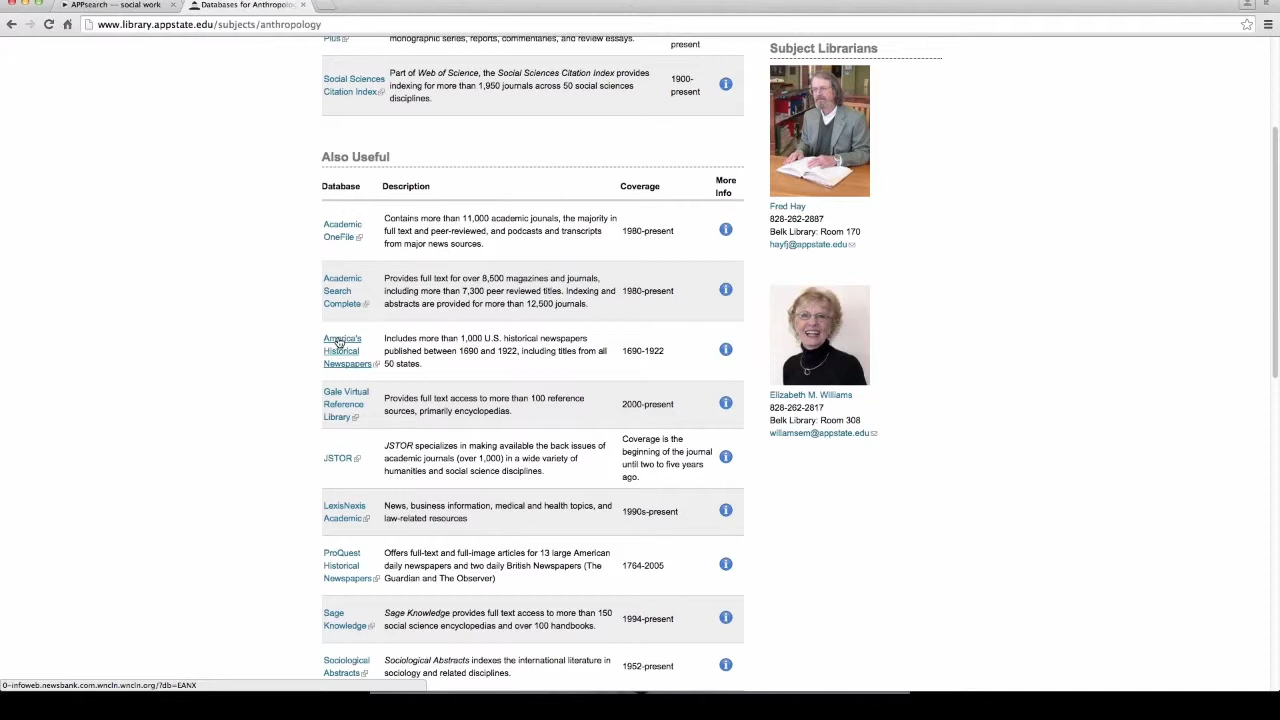 APPsearch — social work
Databases for Anthropolo
www.library.appstate.edu/subjects/anthropology
Plus
monographic series, reports, commentaries, and review essays.
present
Social Sciences
Citation Index
Part of Web of Science, the Social Sciences Citation Index provides
indexing for more than 1,950 journals across 50 social sciences
disciplines.
1900-
present
Also Useful
Database
Description
Coverage
More
Info
Academic
OneFile
Contains more than 11,000 academic jounals, the majority in
full text and peer-reviewed, and podcasts and transcripts
from major news sources.
1980-present
Academic
Search
Complete
Provides full text for over 8,500 magazines and journals,
including more than 7,300 peer reviewed titles. Indexing and
abstracts are provided for more than 12,500 journals.
1980-present
America's
Historical
Newspapers
Includes more than 1,000 U.S. historical newspapers
published between 1690 and 1922, including titles from all
50 states.
1690-1922
Gale Virtual
Reference
Library
Provides full text access to more than 100 reference
sources, primarily encyclopedias.
2000-present
JSTOR
JSTOR specializes in making available the back issues of
academic journals (over 1,000) in a wide variety of
humanities and social science disciplines.
Coverage is the
beginning of the journal
until two to five years
ago.
LexisNexis
Academic
News, business information, medical and health topics, and
law-related resources
1990s-present
ProQuest
Historical
Newspapers
Offers full-text and full-image articles for 13 large American
daily newspapers and two daily British Newspapers (The
Guardian and The Observer)
1764-2005
Sage
Knowledge
Sage Knowledge provides full text access to more than 150
social science encyclopedias and over 100 handbooks.
1994-present
Sociological
Abstracts
Sociological Abstracts indexes the international literature in
sociology and related disciplines.
1952-present
Subject Librarians
Fred Hay
828-262-2887
Belk Library: Room 170
hayfj@appstate.edu
Elizabeth M. Williams
828-262-2817
Belk Library: Room 308
willamsem@appstate.edu
0-infoweb.newsbank.com.wncln.wncln.org/?db=EANX